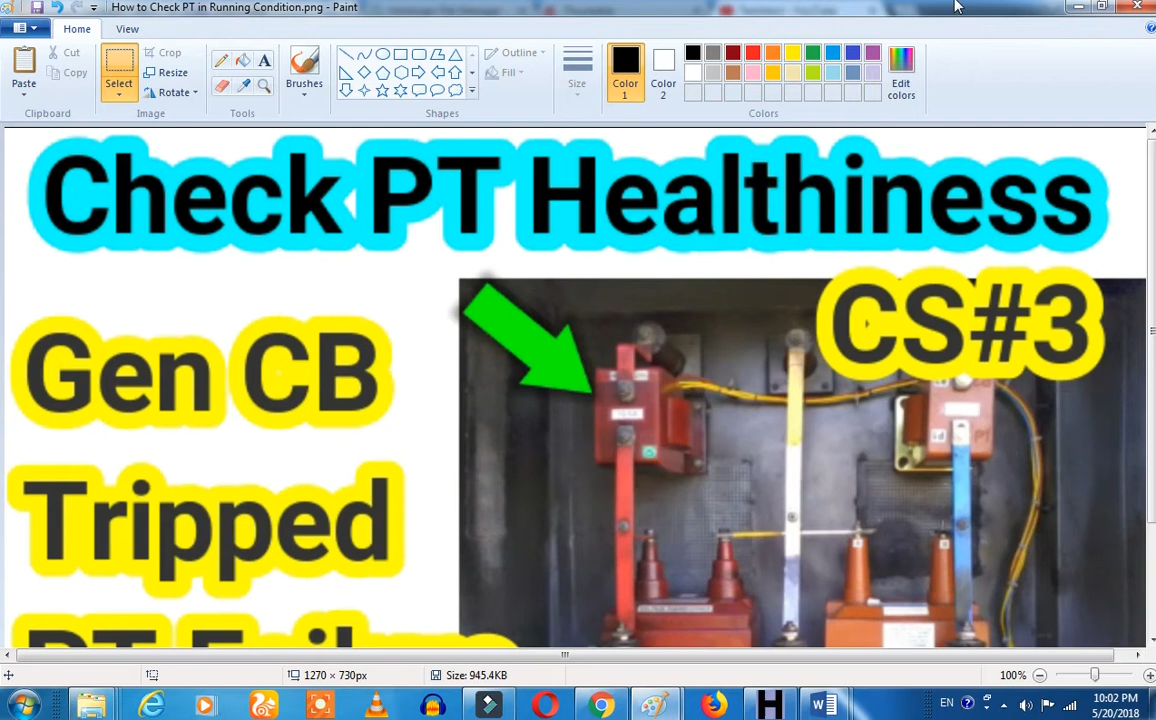 How to Check PT in Running Condition.png - Paint
Home
View
Paste
Cut
Copy
Clipboard
Select
Crop
Resize
Rotate
Image
Tools
Brushes
Outline
Fill
Shapes
Size
Color
1
Color
2
Edit
colors
Colors
Check PT Healthiness
CS#3
Gen CB
Tripped
1270 × 730px
Size: 945.4KB
100%
EN
10:02 PM
5/20/2018